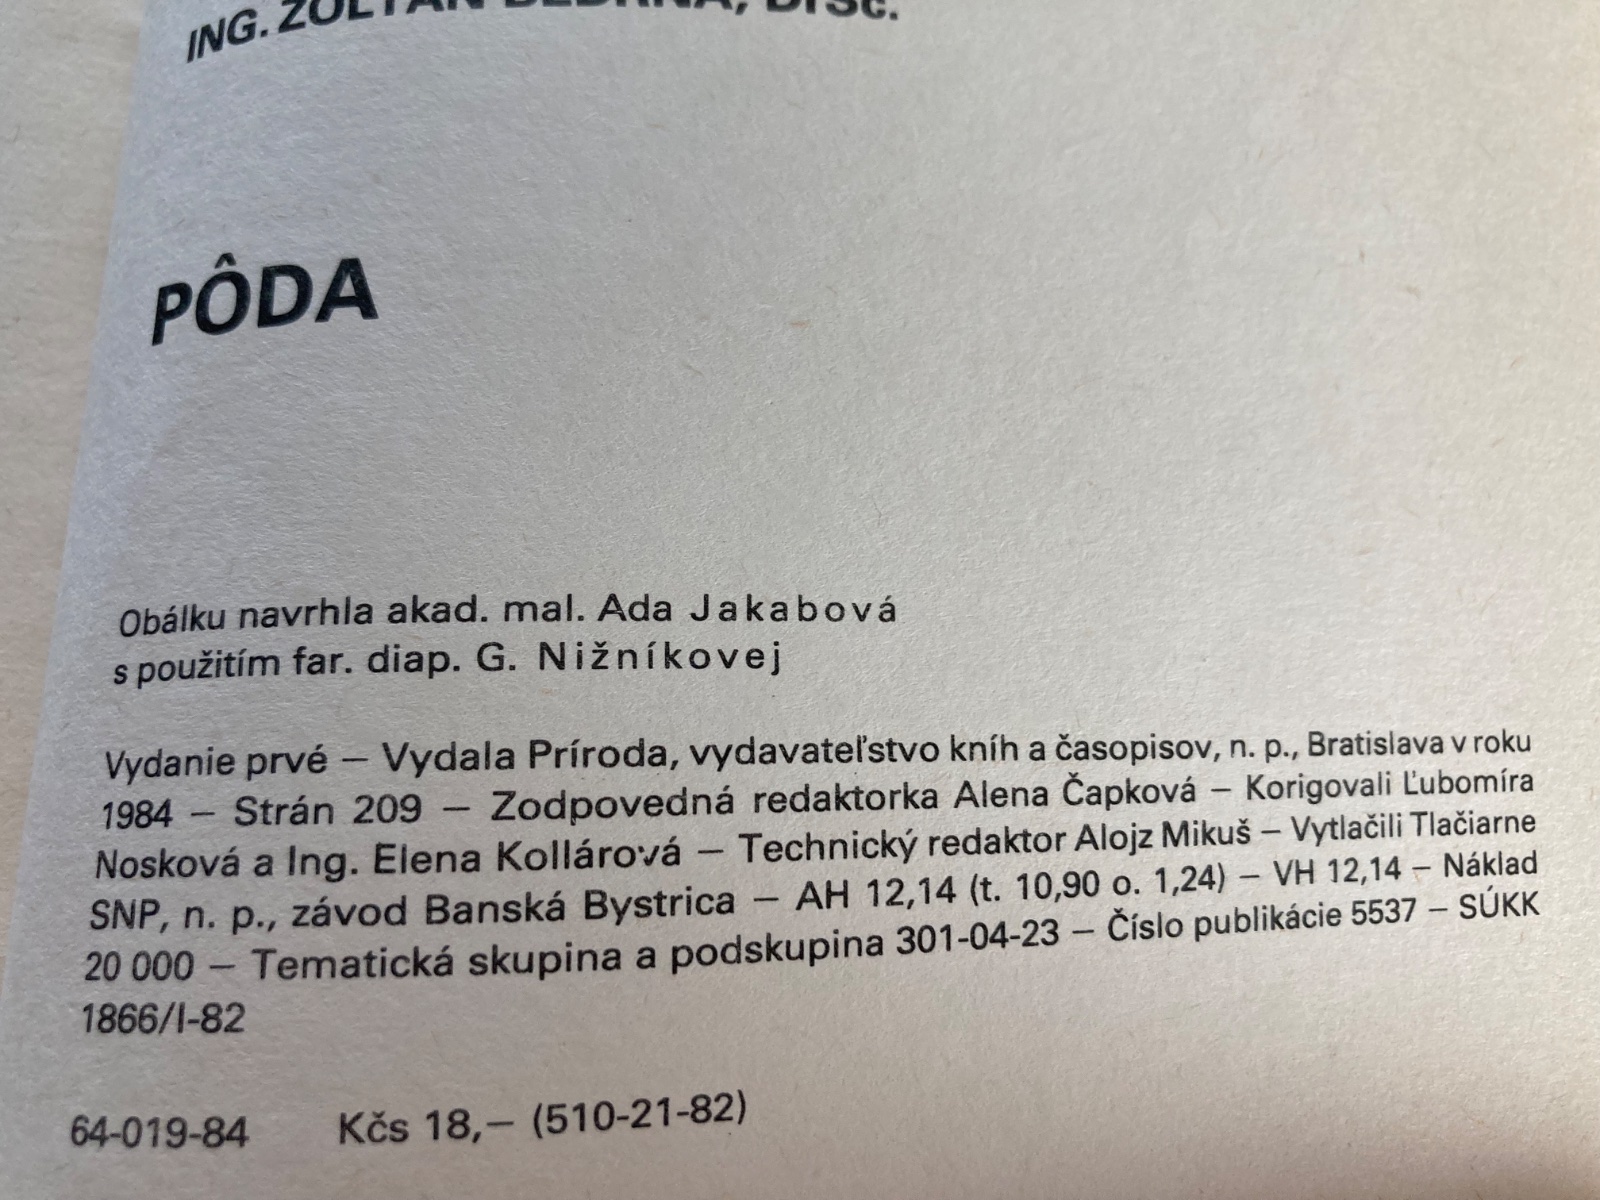 ING. ZOLTÁN BEDRNA, DrSc.
PÔDA
Obálku navrhla akad. mal. Ada Jakabová
s použitím far. diap. G. Nižníkovej
Vydanie prvé — Vydala Príroda, vydavateľstvo kníh a časopisov, n. p., Bratislava v roku
1984 — Strán 209 — Zodpovedná redaktorka Alena Čapková — Korigovali Ľubomíra
Nosková a Ing. Elena Kollárová — Technický redaktor Alojz Mikuš — Vytlačili Tlačiarne
SNP, n. p., závod Banská Bystrica — AH 12,14 (t. 10,90 o. 1,24) — VH 12,14 — Náklad
20 000 — Tematická skupina a podskupina 301-04-23 — Číslo publikácie 5537 — SÚKK
1866/I-82
64-019-84 Kčs 18,— (510-21-82)